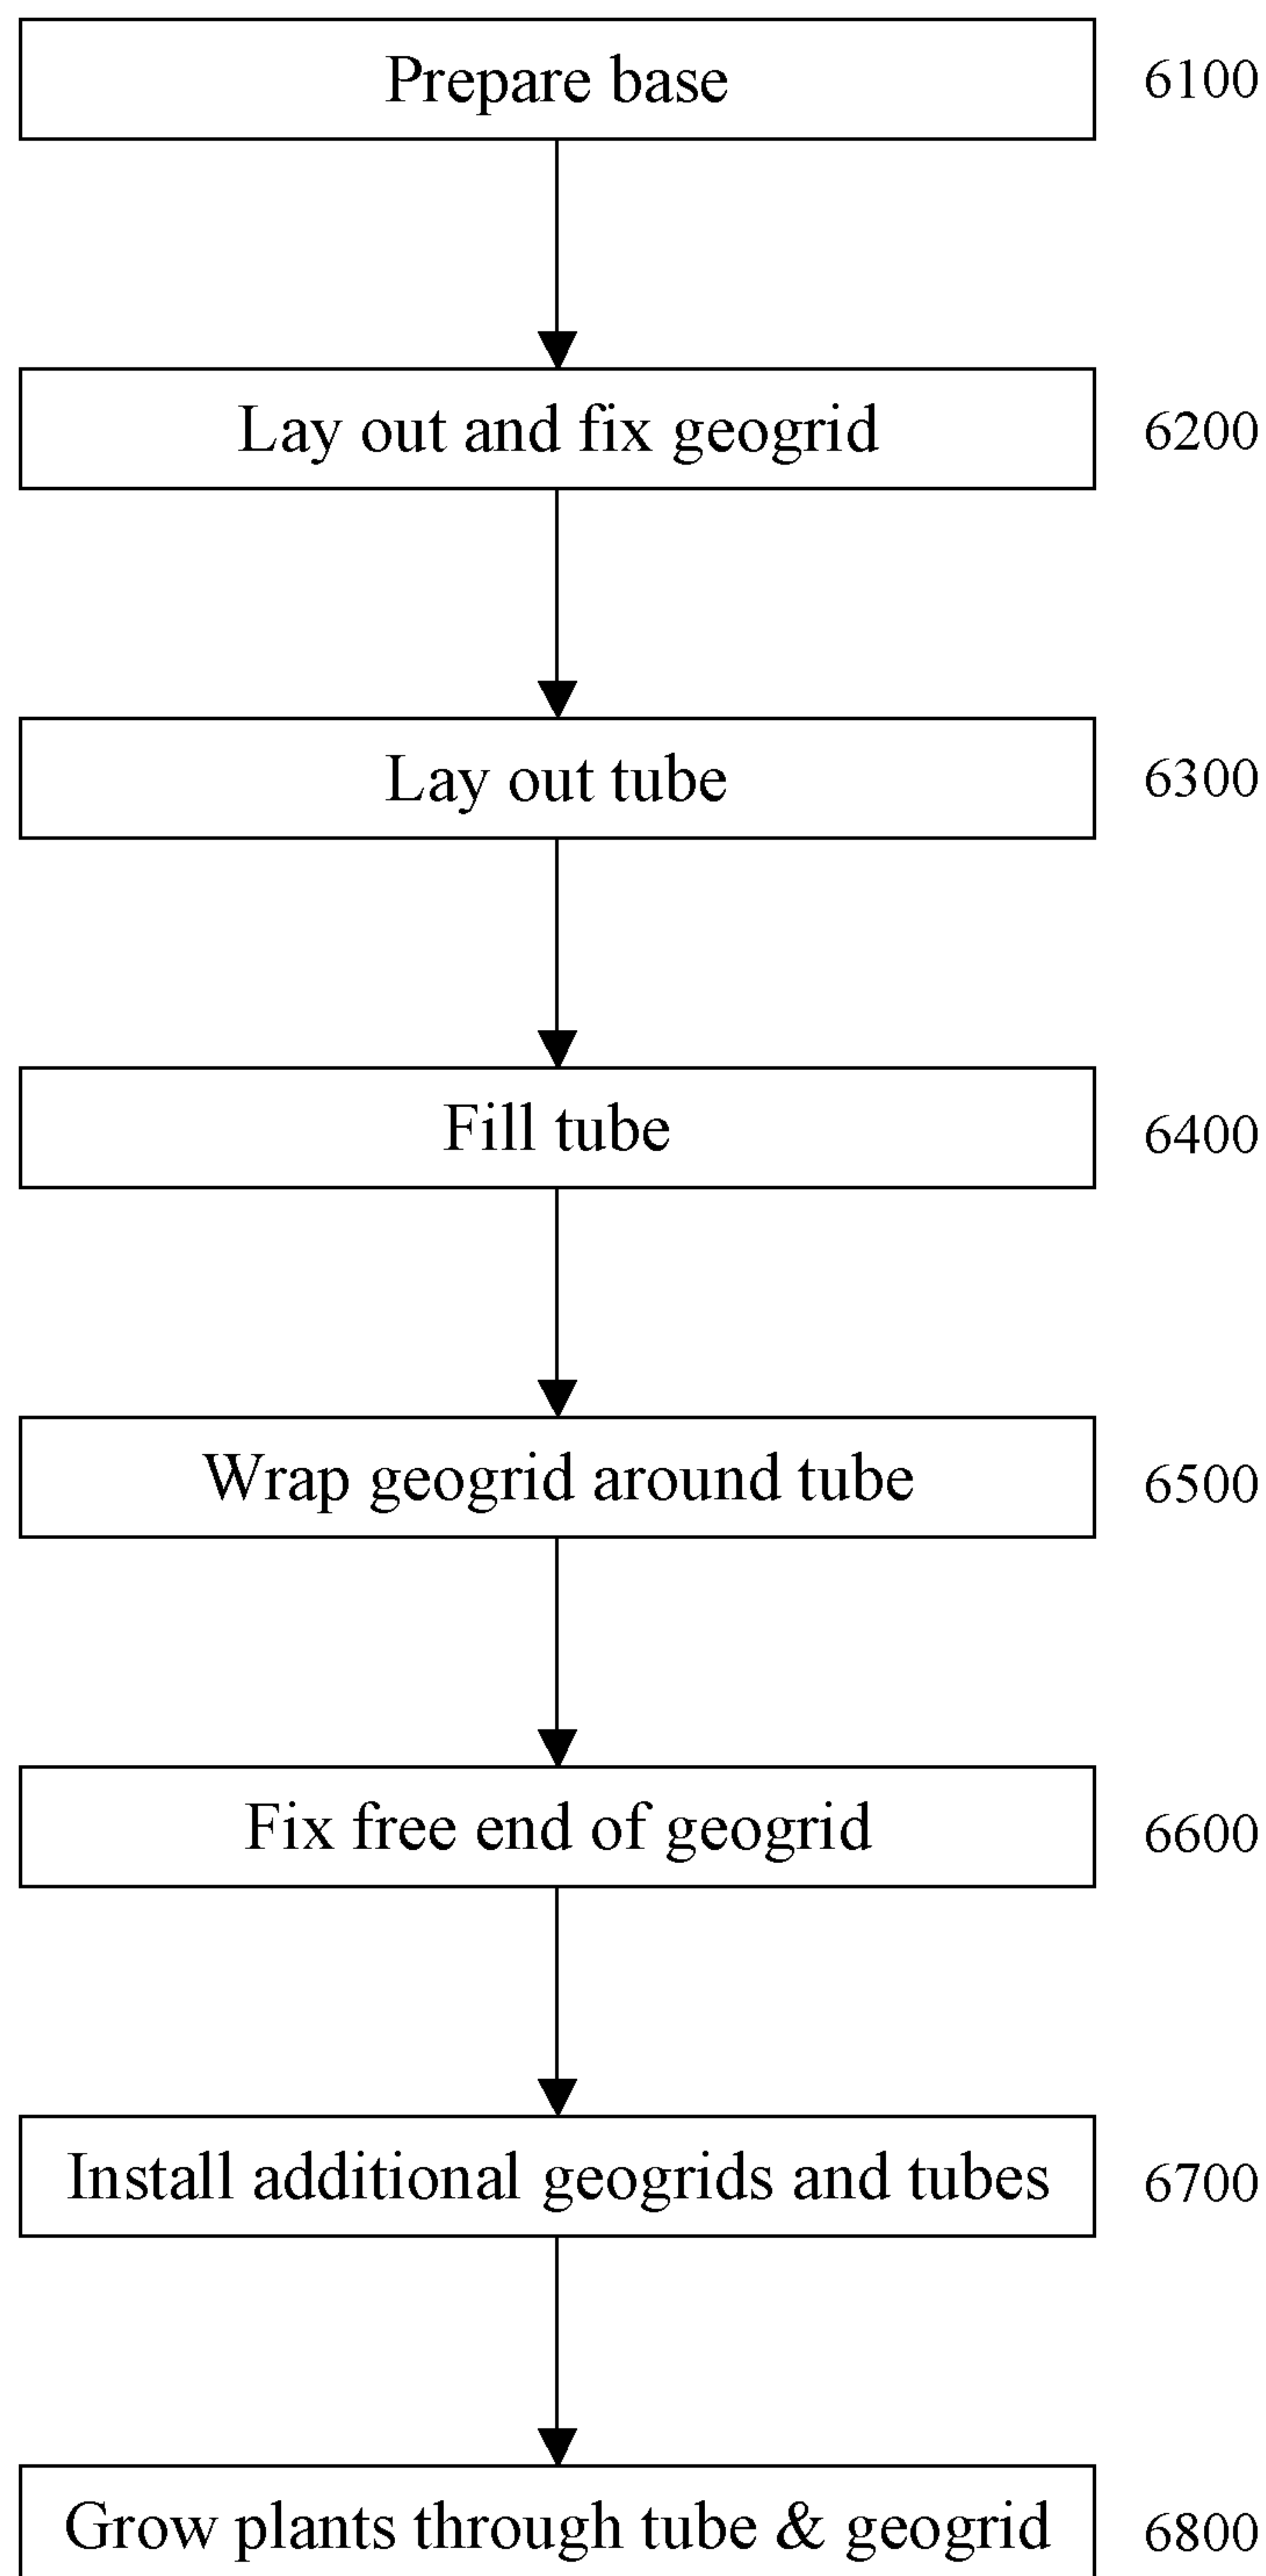 Prepare base 6100
Lay out and fix geogrid 6200
Lay out tube 6300
Fill tube 6400
Wrap geogrid around tube 6500
Fix free end of geogrid 6600
Install additional geogrids and tubes 6700
Grow plants through tube & geogrid 6800